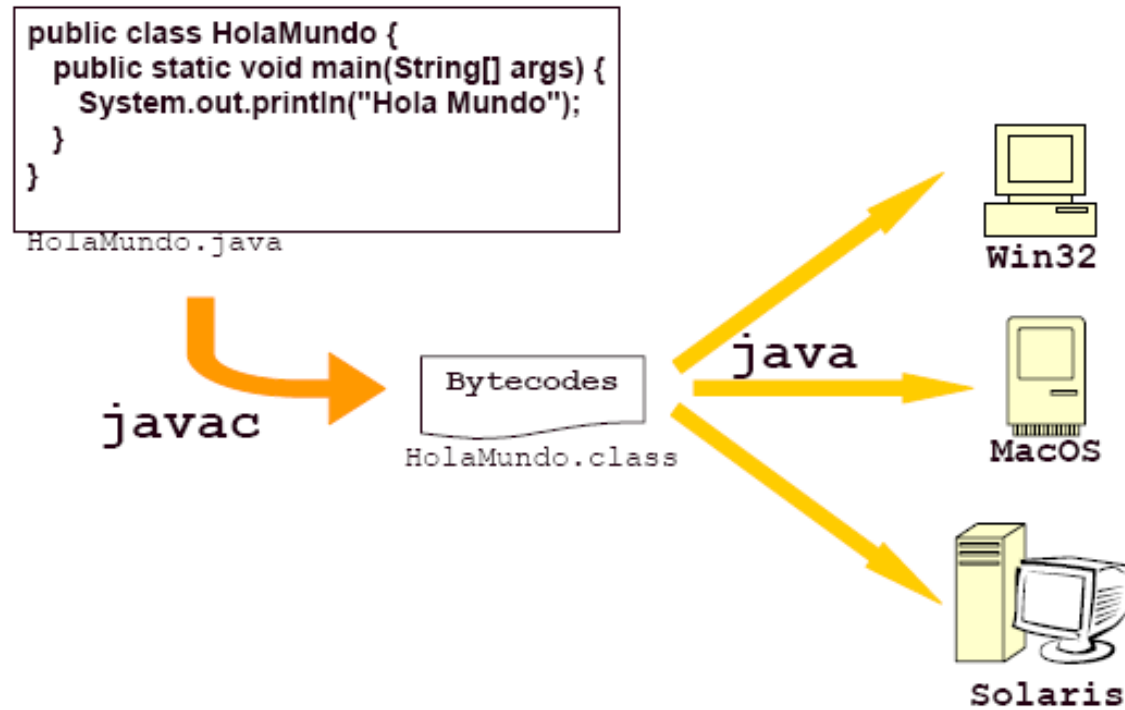 public class HolaMundo {
public static void main(String[] args) {
System.out.println("Hola Mundo");
}
}
HolaMundo.java
javac
Bytecodes
HolaMundo.class
java
Win32
MacOS
Solaris